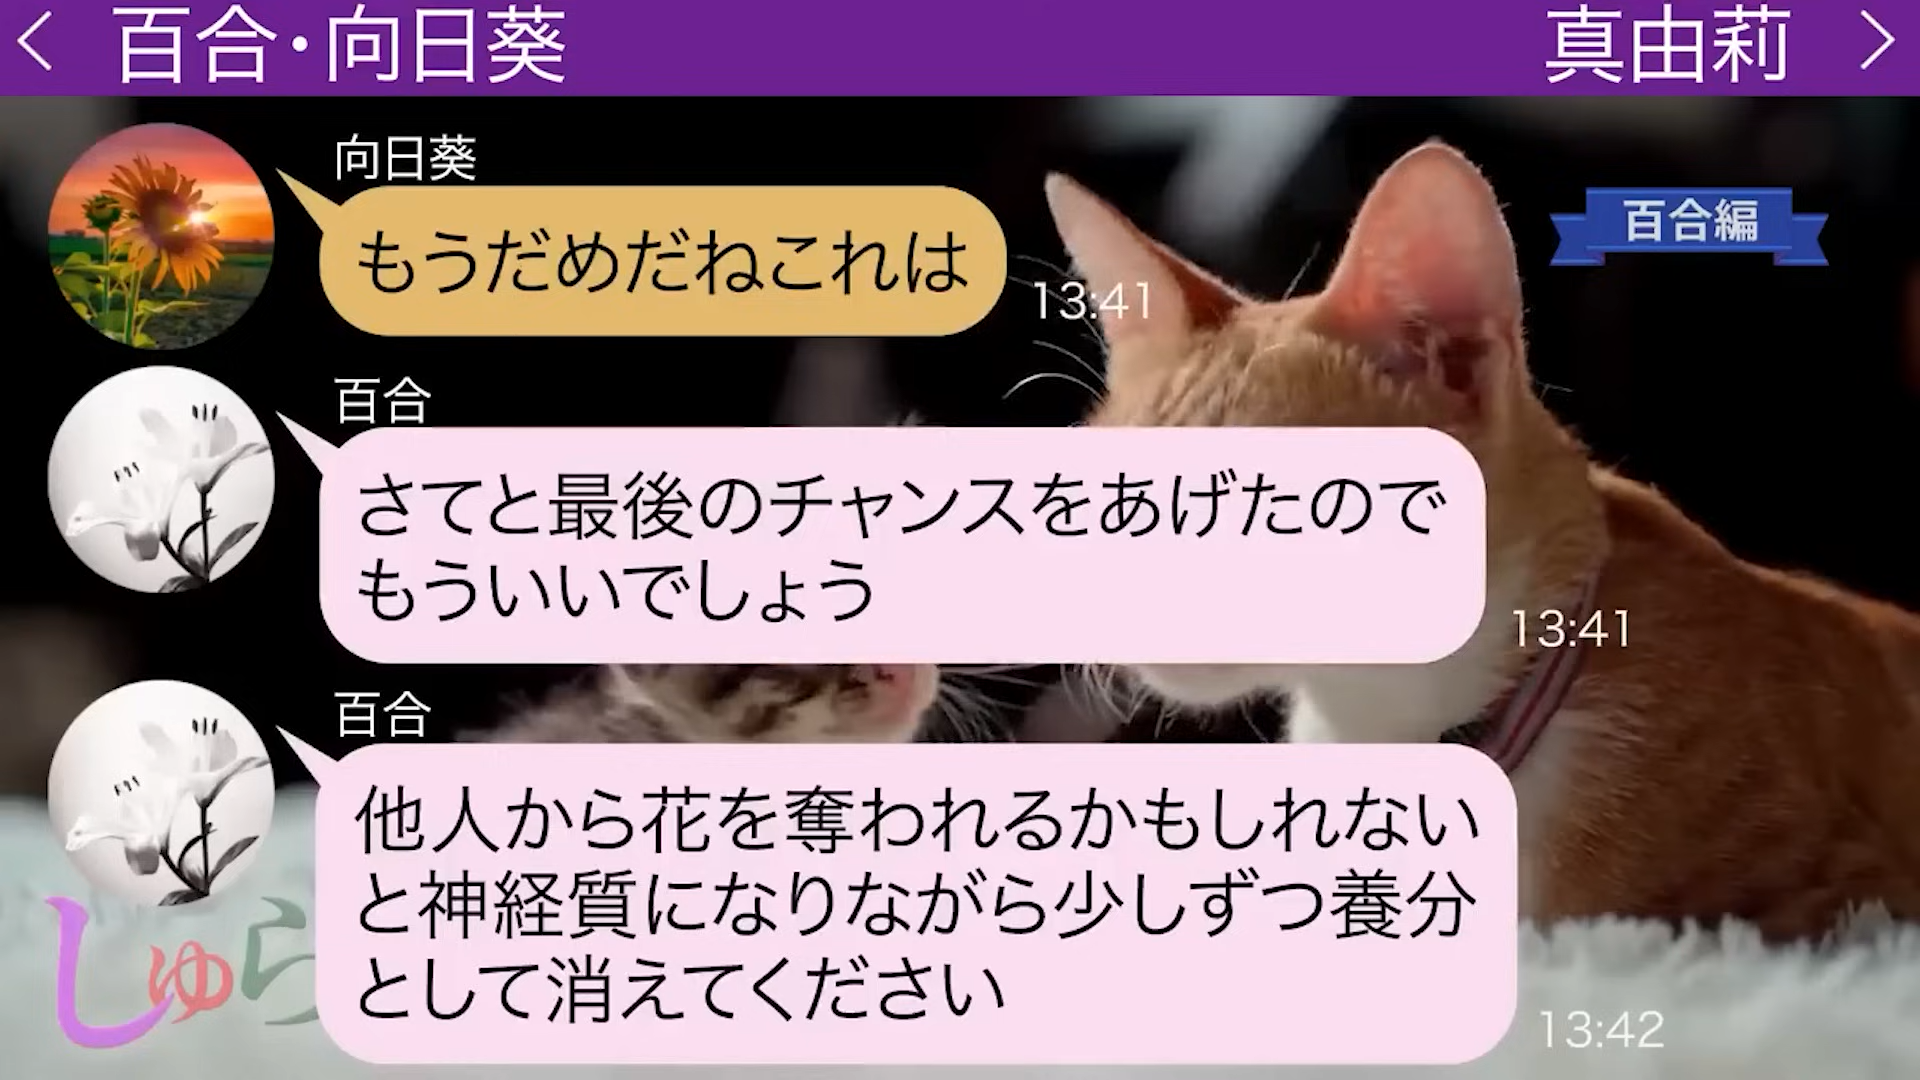 百合・向日葵
真由莉
向日葵
もうだめだねこれは
13:41
百合編
百合
さてと最後のチャンスをあげたので
もういいでしょう
13:41
百合
他人から花を奪われるかもしれない
と神経質になりながら少しずつ養分
として消えてください
13:42
しゅら